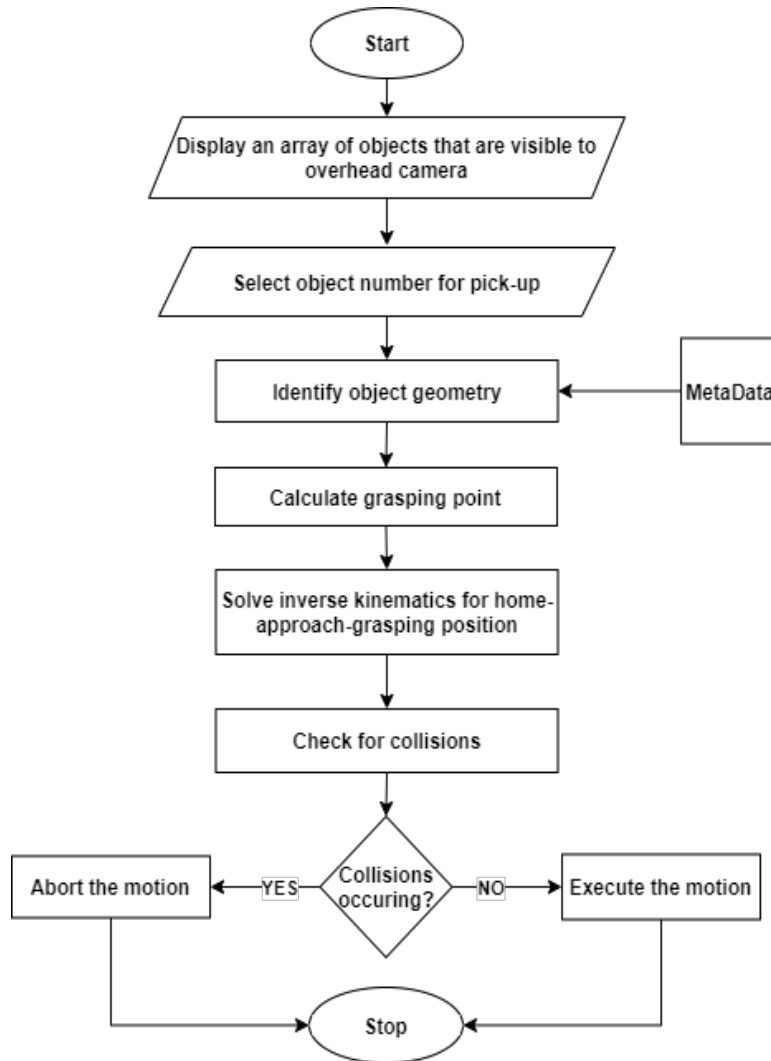 Start
Display an array of objects that are visible to
overhead camera
Select object number for pick-up
Identify object geometry
MetaData
Calculate grasping point
Solve inverse kinematics for home-
approach-grasping position
Check for collisions
Abort the motion
YES
Collisions
occuring?
NO
Execute the motion
Stop